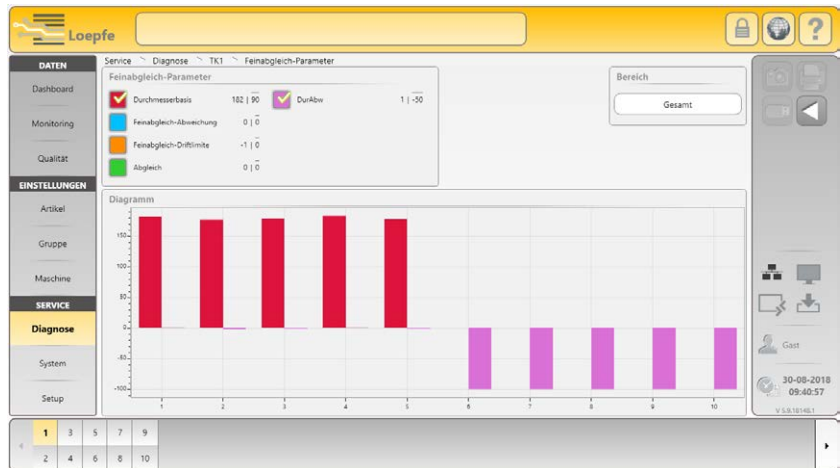 Loepfe
?
DATEN
Dashboard
Monitoring
Qualität
EINSTELLUNGEN
Artikel
Gruppe
Maschine
SERVICE
Diagnose
System
Setup
Service Diagnose TK1 Feinabgleich-Parameter
Feinabgleich-Parameter
Durchmesserbasis 182 | 90 DurAbw 1 | -50
Feinabgleich-Abweichung 0 | 0
Feinabgleich-Driftlimite -1 | 0
Abgleich 0 | 0
Bereich
Gesamt
Diagramm
150
100
50
0
-50
-100
1 2 3 4 5 6 7 8 9 10
Gast
30-08-2018
09:40:57
1 3 5 7 9
2 4 6 8 10